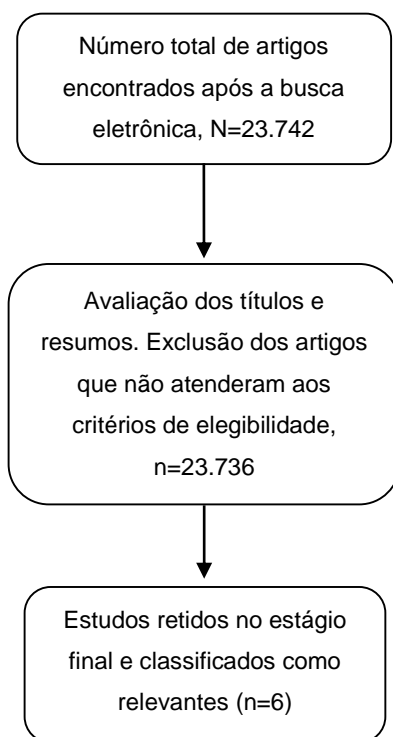 Número total de artigos
encontrados após a busca
eletrônica, N=23.742
Avaliação dos títulos e
resumos. Exclusão dos artigos
que não atenderam aos
critérios de elegibilidade,
n=23.736
Estudos retidos no estágio
final e classificados como
relevantes (n=6)